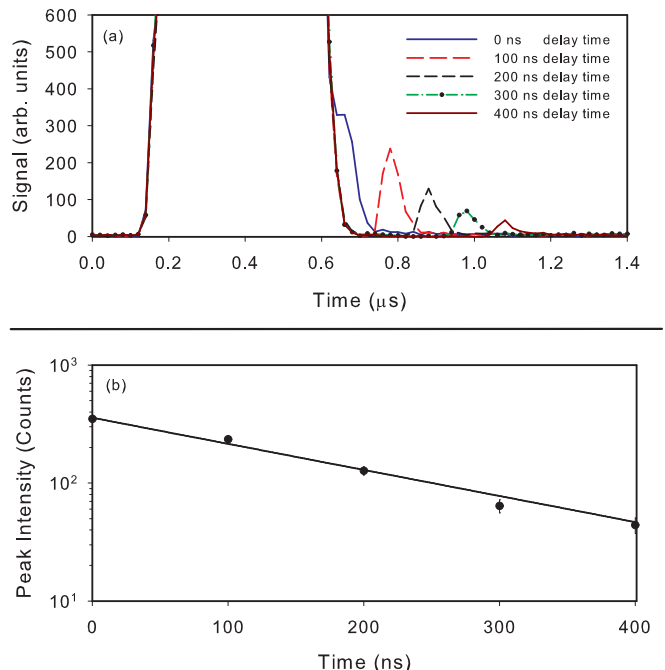 600
500
400
300
200
100
0
Signal (arb. units)
(a)
0 ns delay time
100 ns delay time
200 ns delay time
300 ns delay time
400 ns delay time
0.0 0.2 0.4 0.6 0.8 1.0 1.2 1.4
Time (μs)
10³
10²
10¹
Peak Intensity (Counts)
(b)
0 100 200 300 400
Time (ns)